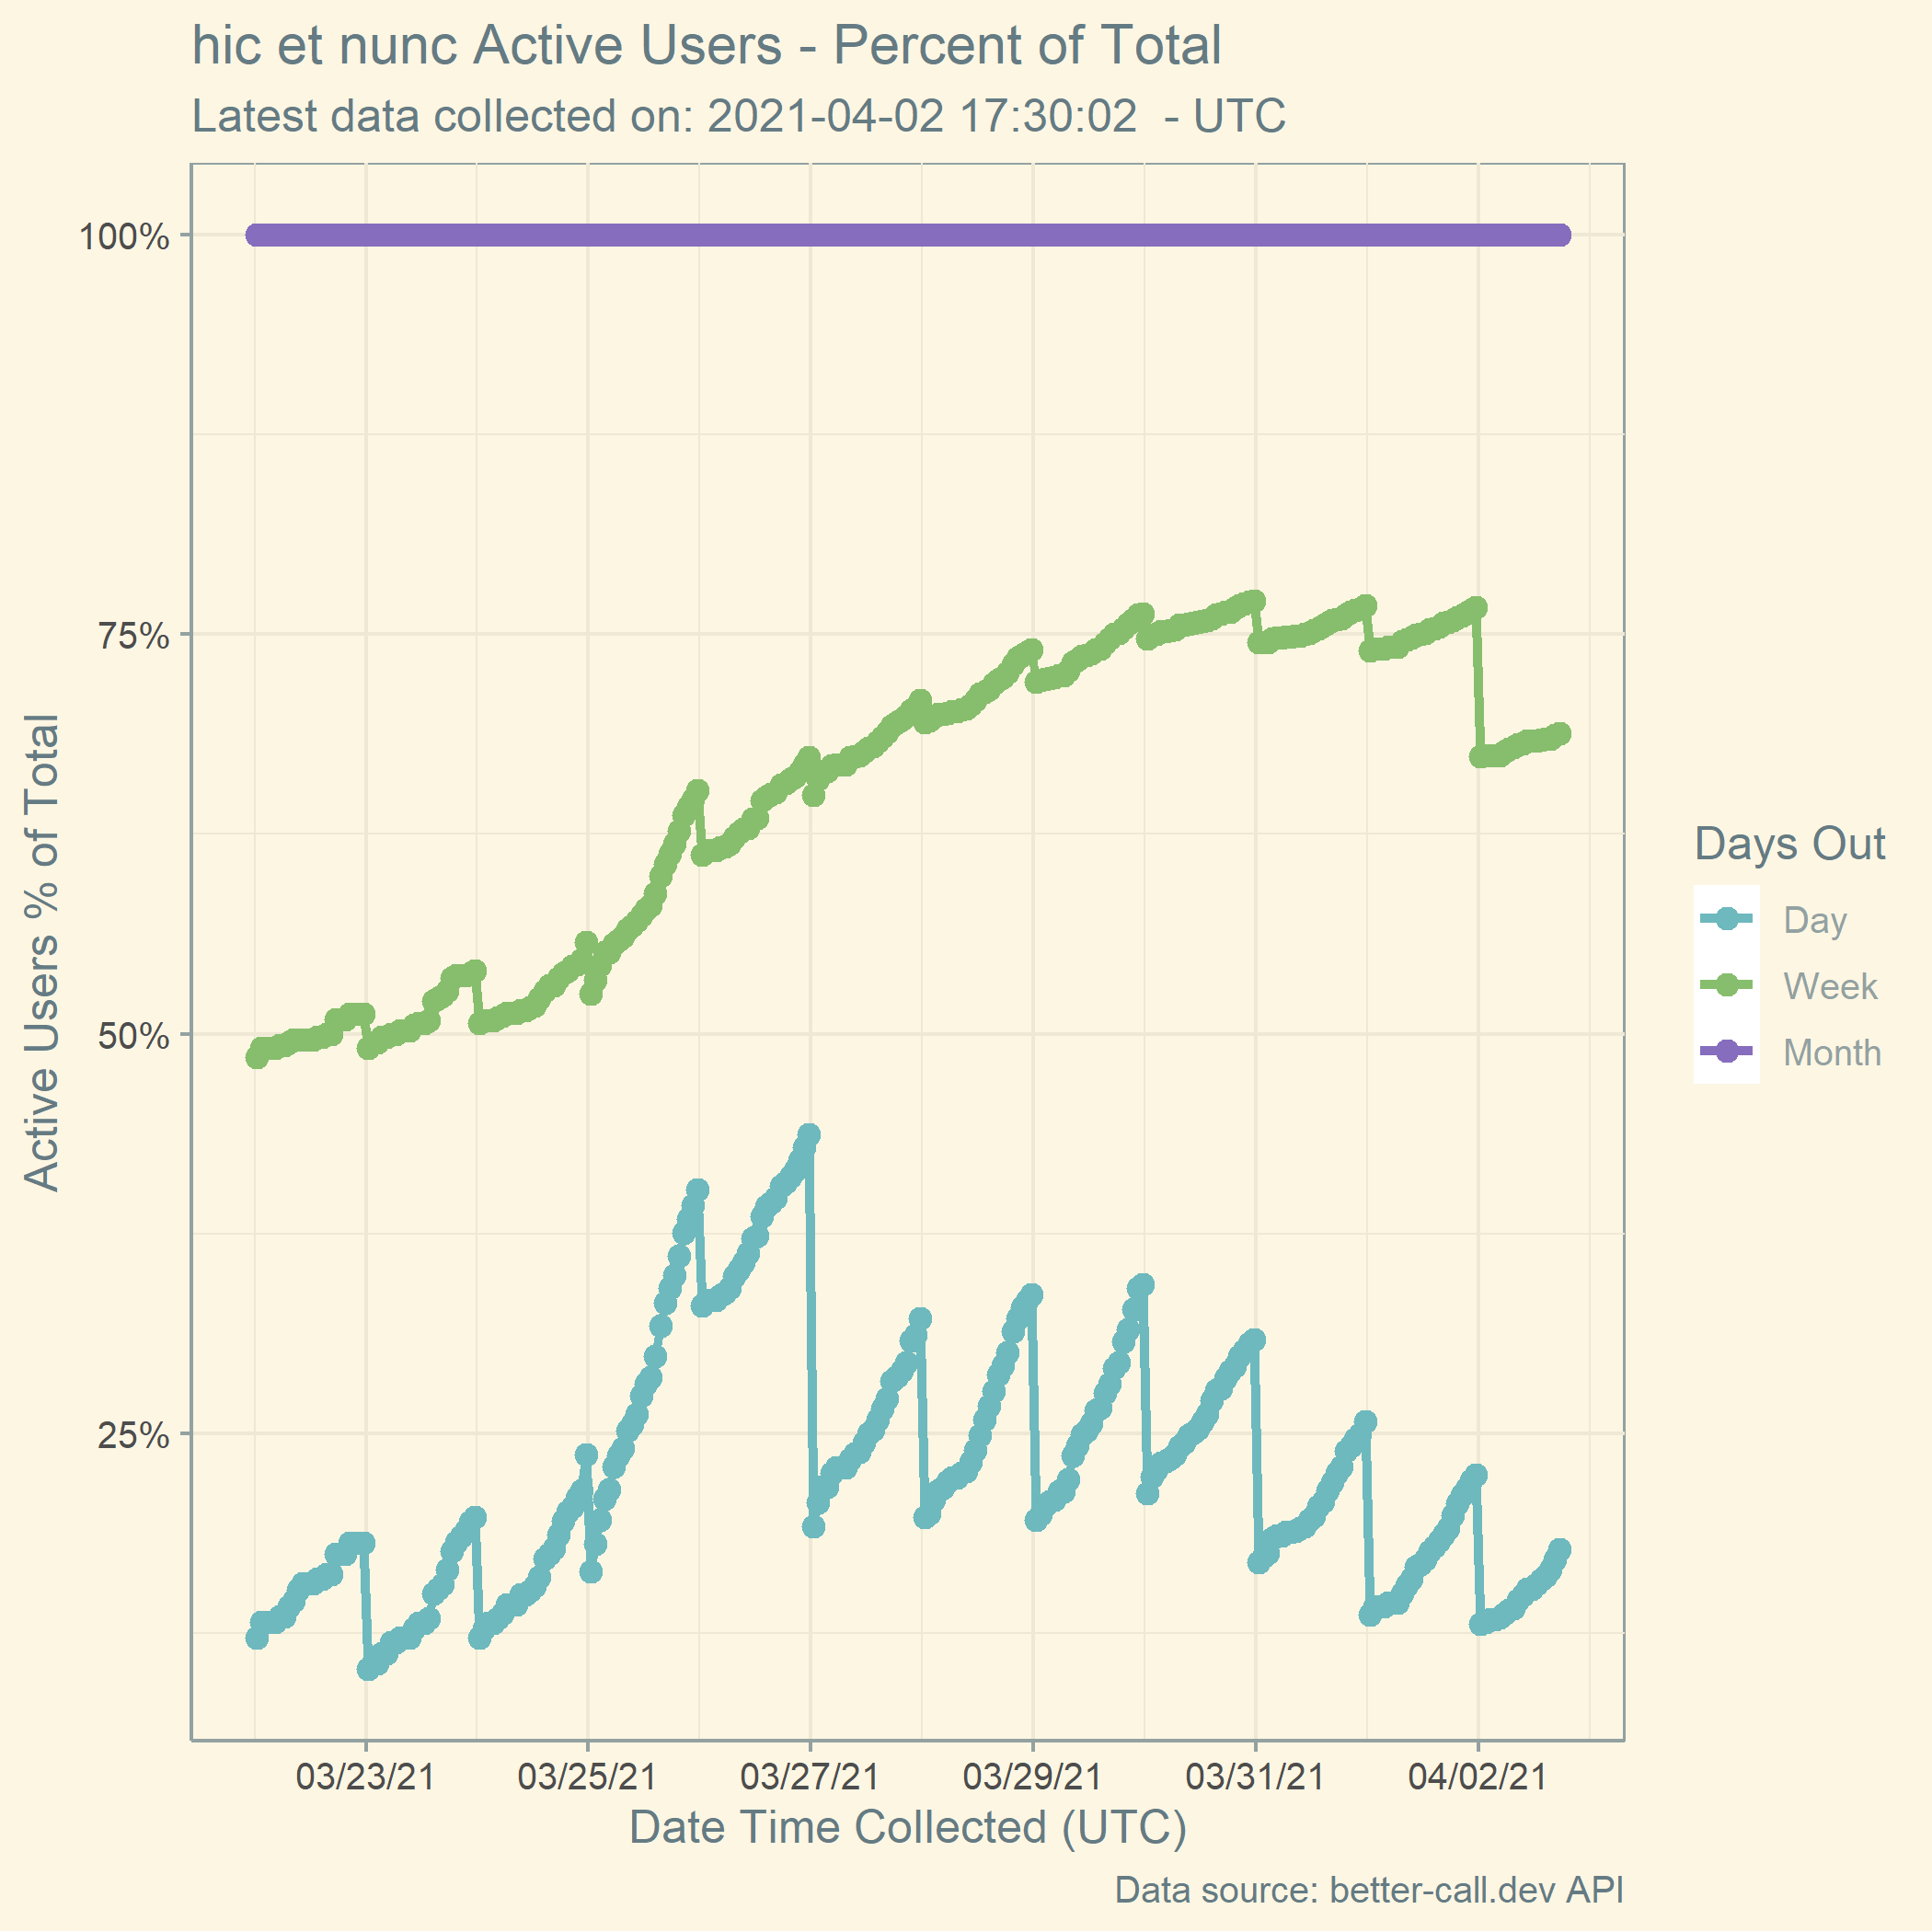 hic et nunc Active Users - Percent of Total
Latest data collected on: 2021-04-02 17:30:02  - UTC
Active Users % of Total
100%
75%
50%
25%
03/23/21
03/25/21
03/27/21
03/29/21
03/31/21
04/02/21
Date Time Collected (UTC)
Days Out
Day
Week
Month
Data source: better-call.dev API